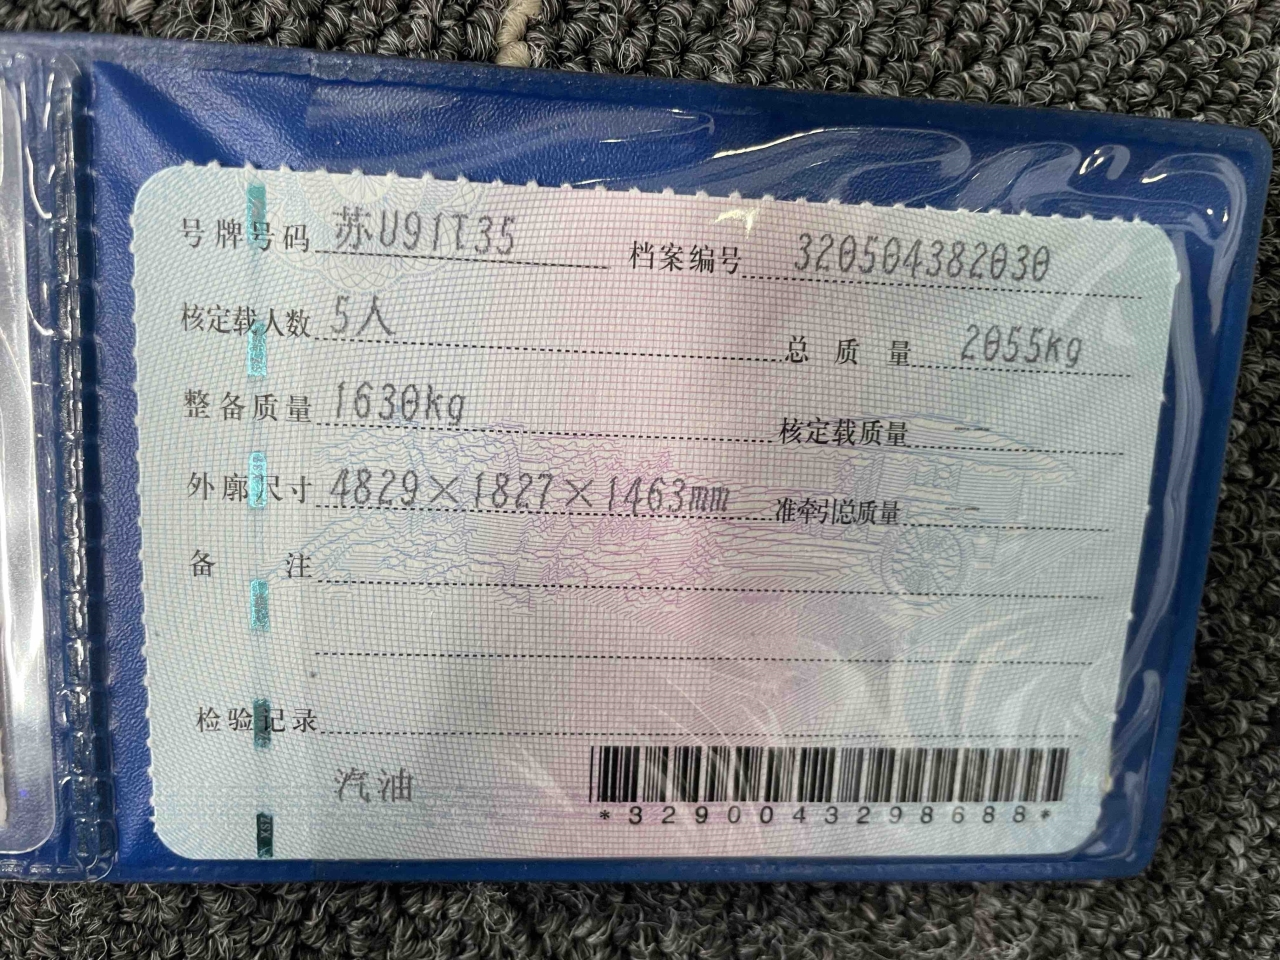 号牌号码 苏U91T35 档案编号 320504382030
核定载人数 5人 总质量 2055kg
整备质量 1630kg 核定载质量 --
外廓尺寸 4829×1827×1463mm 准牵引总质量 --
备注
检验记录
汽油
*3290043298688*